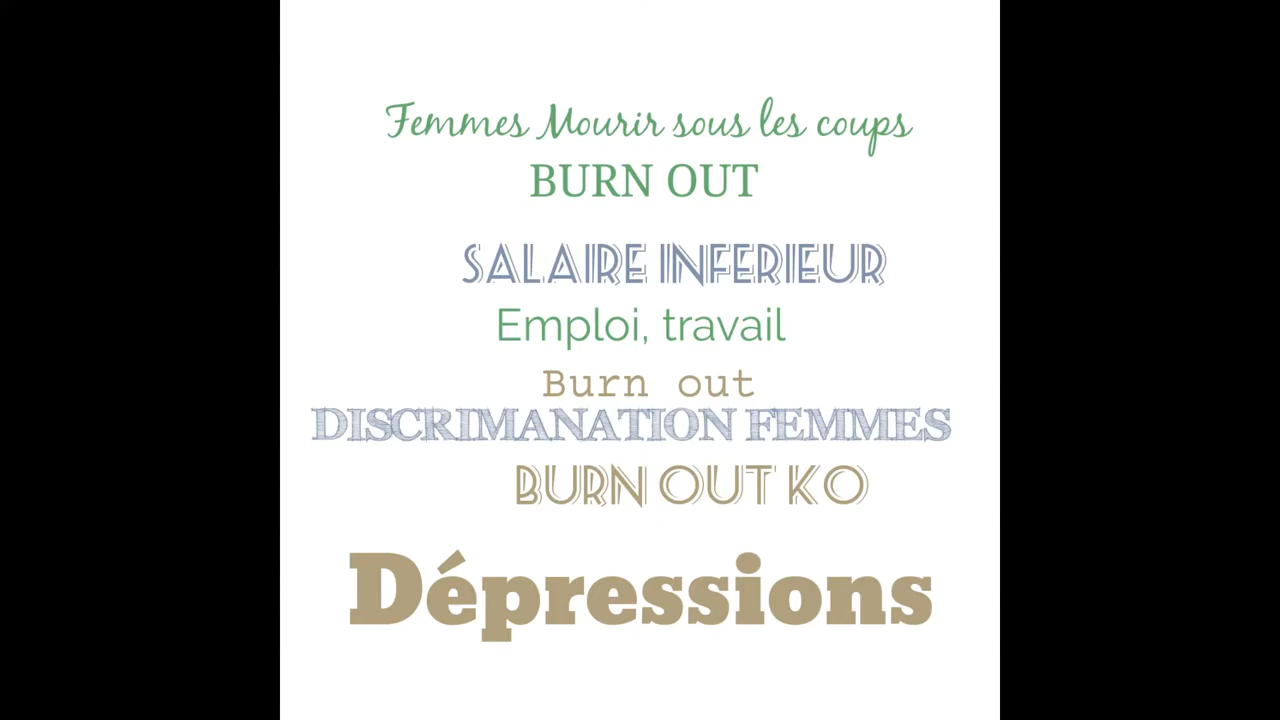 Femmes Mourir sous les coups
BURN OUT
SALAIRE INFERIEUR
Emploi, travail
Burn out
DISCRIMANATION FEMMES
BURN OUT KO
Dépressions